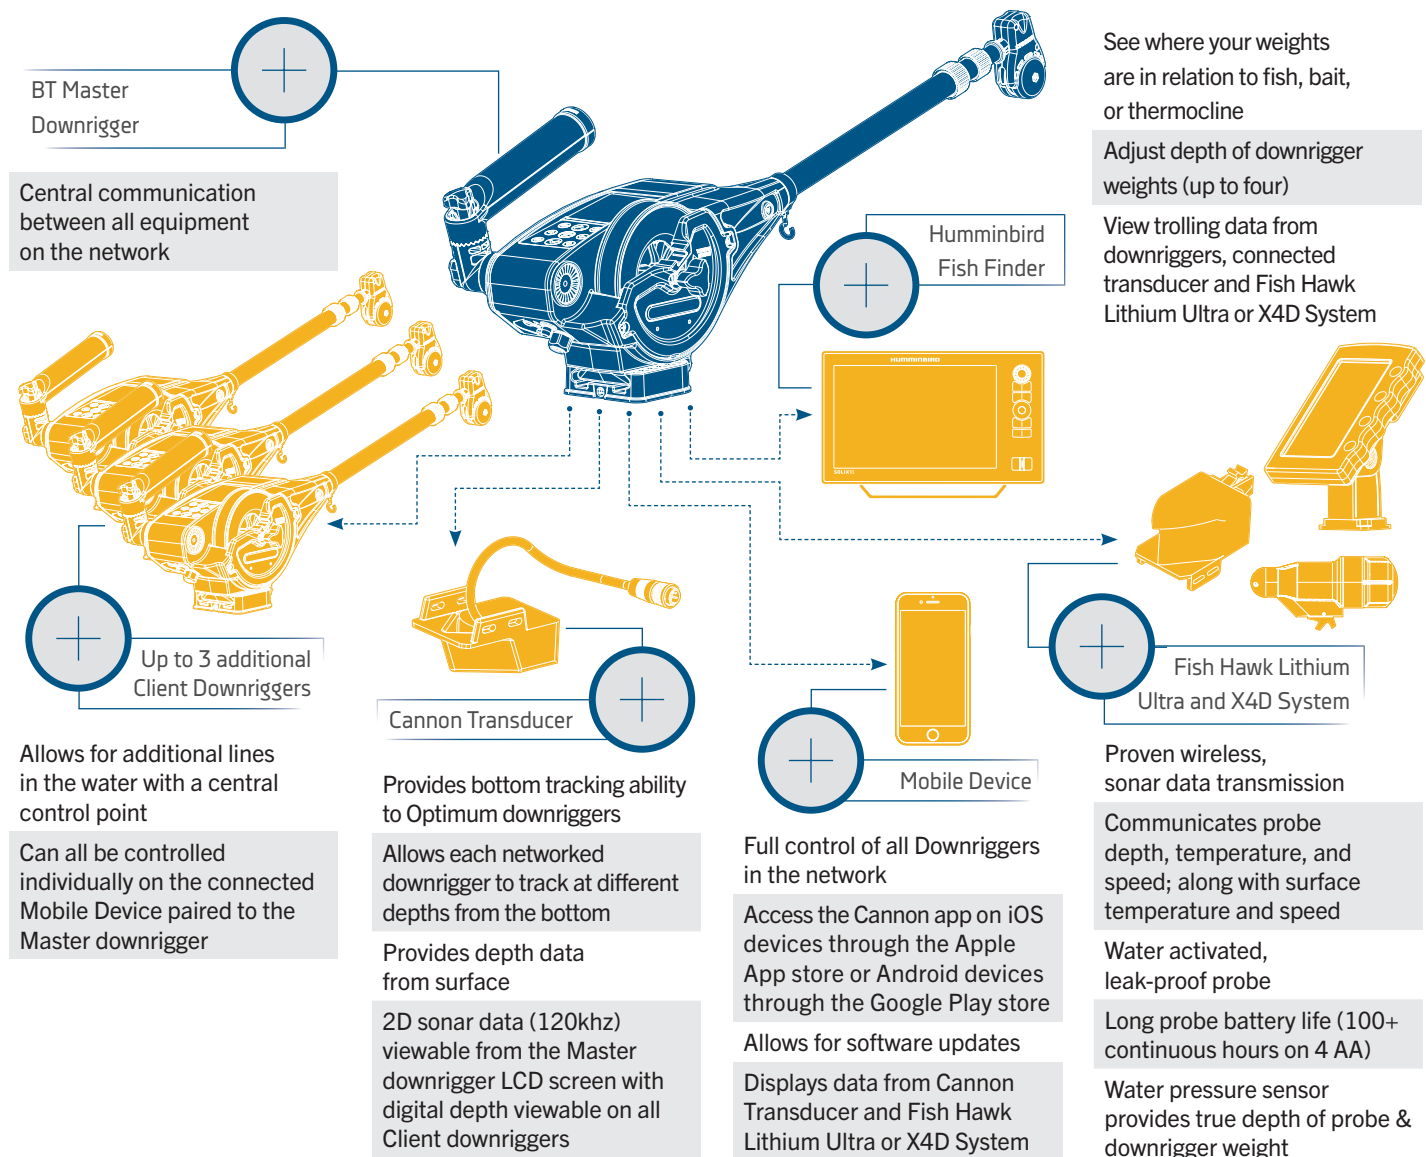 BT Master
Downrigger
Central communication
between all equipment
on the network
See where your weights
are in relation to fish, bait,
or thermocline
Adjust depth of downrigger
weights (up to four)
View trolling data from
downriggers, connected
transducer and Fish Hawk
Lithium Ultra or X4D System
Humminbird
Fish Finder
HUMMINBIRD
SOLIX12
Up to 3 additional
Client Downriggers
Allows for additional lines
in the water with a central
control point
Can all be controlled
individually on the connected
Mobile Device paired to the
Master downrigger
Cannon Transducer
Provides bottom tracking ability
to Optimum downriggers
Allows each networked
downrigger to track at different
depths from the bottom
Provides depth data
from surface
2D sonar data (120khz)
viewable from the Master
downrigger LCD screen with
digital depth viewable on all
Client downriggers
Mobile Device
Full control of all Downriggers
in the network
Access the Cannon app on iOS
devices through the Apple
App store or Android devices
through the Google Play store
Allows for software updates
Displays data from Cannon
Transducer and Fish Hawk
Lithium Ultra or X4D System
Fish Hawk Lithium
Ultra and X4D System
Proven wireless,
sonar data transmission
Communicates probe
depth, temperature, and
speed; along with surface
temperature and speed
Water activated,
leak-proof probe
Long probe battery life (100+
continuous hours on 4 AA)
Water pressure sensor
provides true depth of probe &
downrigger weight